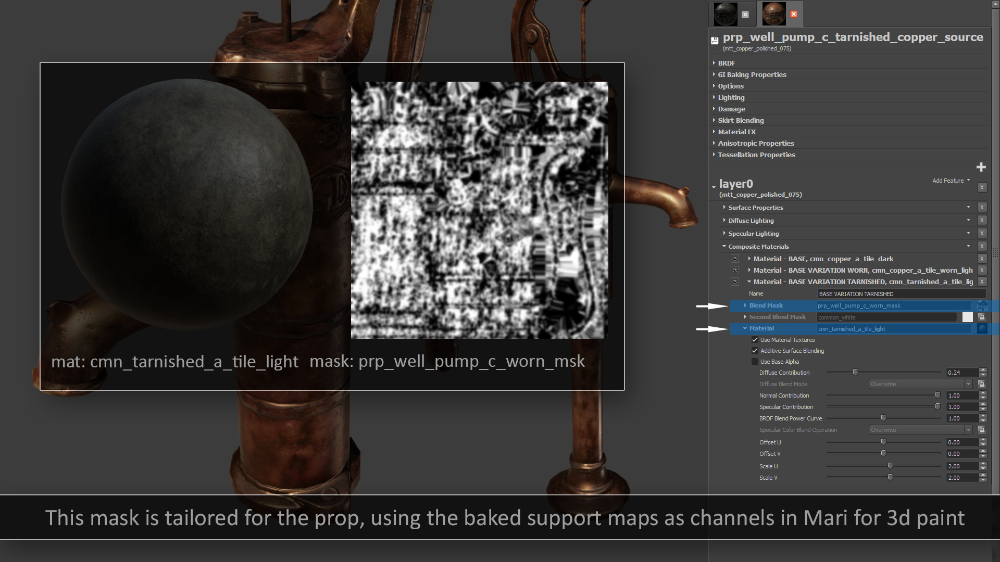 prp_well_pump_c_tarnished_copper_source
(mtt_copper_polished_075)
BRDF
GI Baking Properties
Options
Lighting
Damage
Skirt Blending
Material FX
Anisotropic Properties
Tessellation Properties
Add Feature
layer0
X
(mtt_copper_polished_075)
Surface Properties X
Diffuse Lighting X
Specular Lighting X
Composite Materials X
Material - BASE, cmn_copper_a_tile_dark X
Material - BASE VARIATION WORN, cmn_copper_a_tile_worn_ligh X
Material - BASE VARIATION TARNISHED, cmn_tarnished_a_tile_lig X
Name BASE VARIATION TARNISHED
Blend Mask prp_well_pump_c_worn_mask
Second Blend Mask common_white
Material cmn_tarnished_a_tile_light
Use Material Textures
Additive Surface Blending
Use Base Alpha
Diffuse Contribution 0.24
Diffuse Blend Mode Overwrite
Normal Contribution 1.00
Specular Contribution 1.00
BRDF Blend Power Curve 1.00
Specular Color Blend Operation Overwrite
Offset U 0.00
Offset V 0.00
Scale U 2.00
Scale V 2.00
mat: cmn_tarnished_a_tile_light mask: prp_well_pump_c_worn_msk
This mask is tailored for the prop, using the baked support maps as channels in Mari for 3d paint